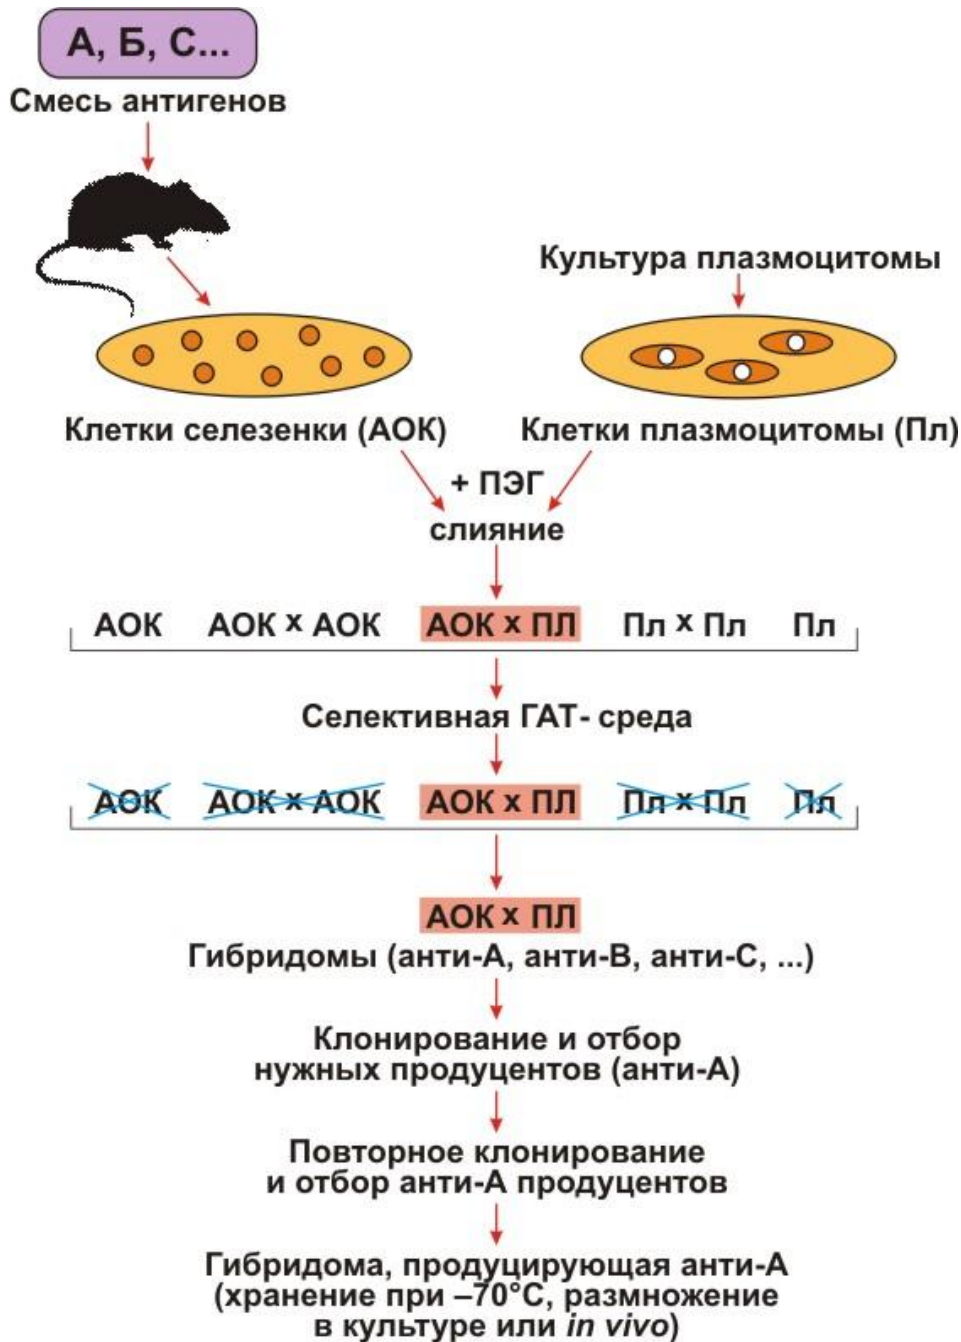 А, Б, С...
Смесь антигенов
Культура плазмоцитомы
Клетки селезенки (АОК)
Клетки плазмоцитомы (Пл)
+ ПЭГ
слияние
АОК АОК х АОК АОК х ПЛ Пл х Пл Пл
Селективная ГАТ- среда
АОК АОК х АОК АОК х ПЛ Пл х Пл Пл
АОК х ПЛ
Гибридомы (анти-А, анти-В, анти-С, ...)
Клонирование и отбор
нужных продуцентов (анти-А)
Повторное клонирование
и отбор анти-А продуцентов
Гибридома, продуцирующая анти-А
(хранение при –70°С, размножение
в культуре или in vivo)